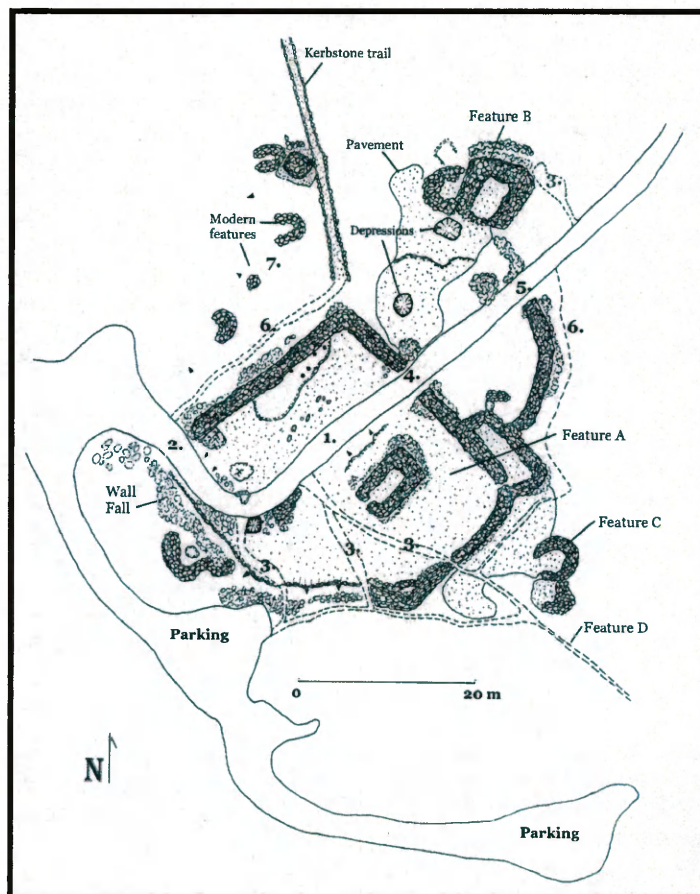 Kerbstone trail
Feature B
Pavement
3.
Modern
features
Depressions
7.
5.
6.
6.
4.
1.
2.
Feature A
Wall
Fall
3.
3.
3.
Feature C
Parking
Feature D
0
20 m
N
Parking